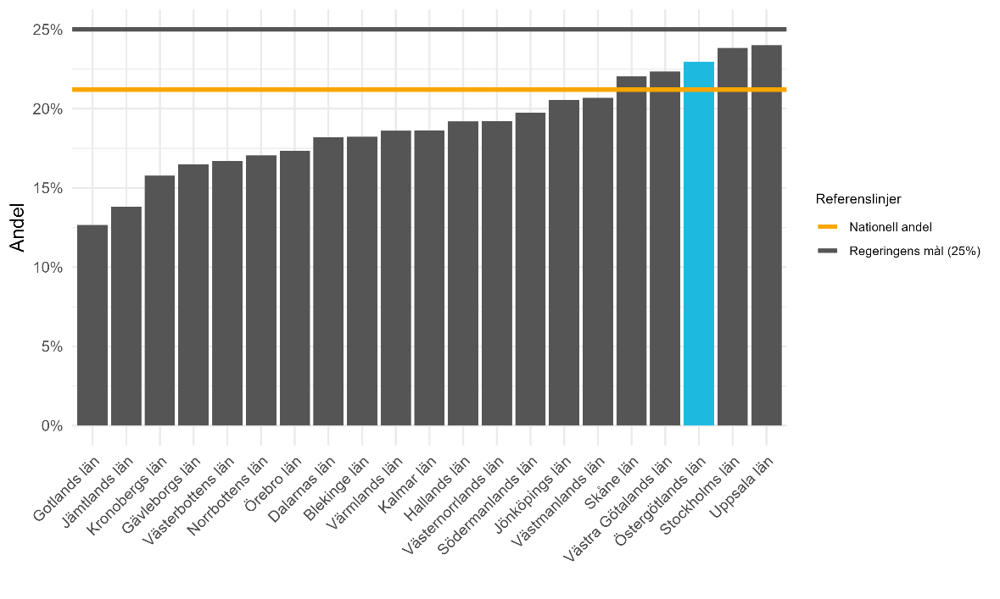 25%
20%
15%
10%
5%
0%
Andel
Gotlands län
Jämtlands län
Kronobergs län
Gävleborgs län
Västerbottens län
Norrbottens län
Örebro län
Dalarnas län
Blekinge län
Värmlands län
Kalmar län
Hallands län
Västernorrlands län
Södermanlands län
Jönköpings län
Västmanlands län
Skåne län
Västra Götalands län
Östergötlands län
Stockholms län
Uppsala län
Referenslinjer
Nationell andel
Regeringens mål (25%)